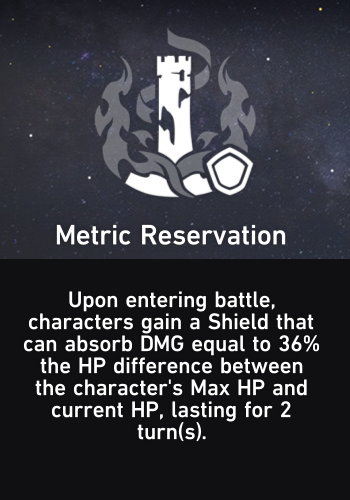 Metric Reservation
Upon entering battle,
characters gain a Shield that
can absorb DMG equal to 36%
the HP difference between
the character's Max HP and
current HP, lasting for 2
turn(s).